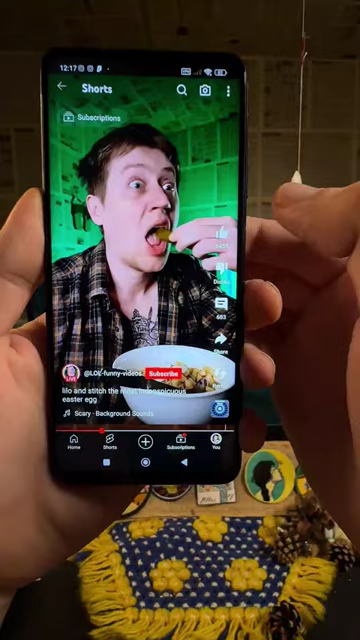 12:17
Shorts
Subscriptions
Share
@LOL-funny-videos
Subscribe
lilo and stitch the most inconspicuous
easter egg
Scary - Background Sounds
Home
Shorts
Subscriptions
You